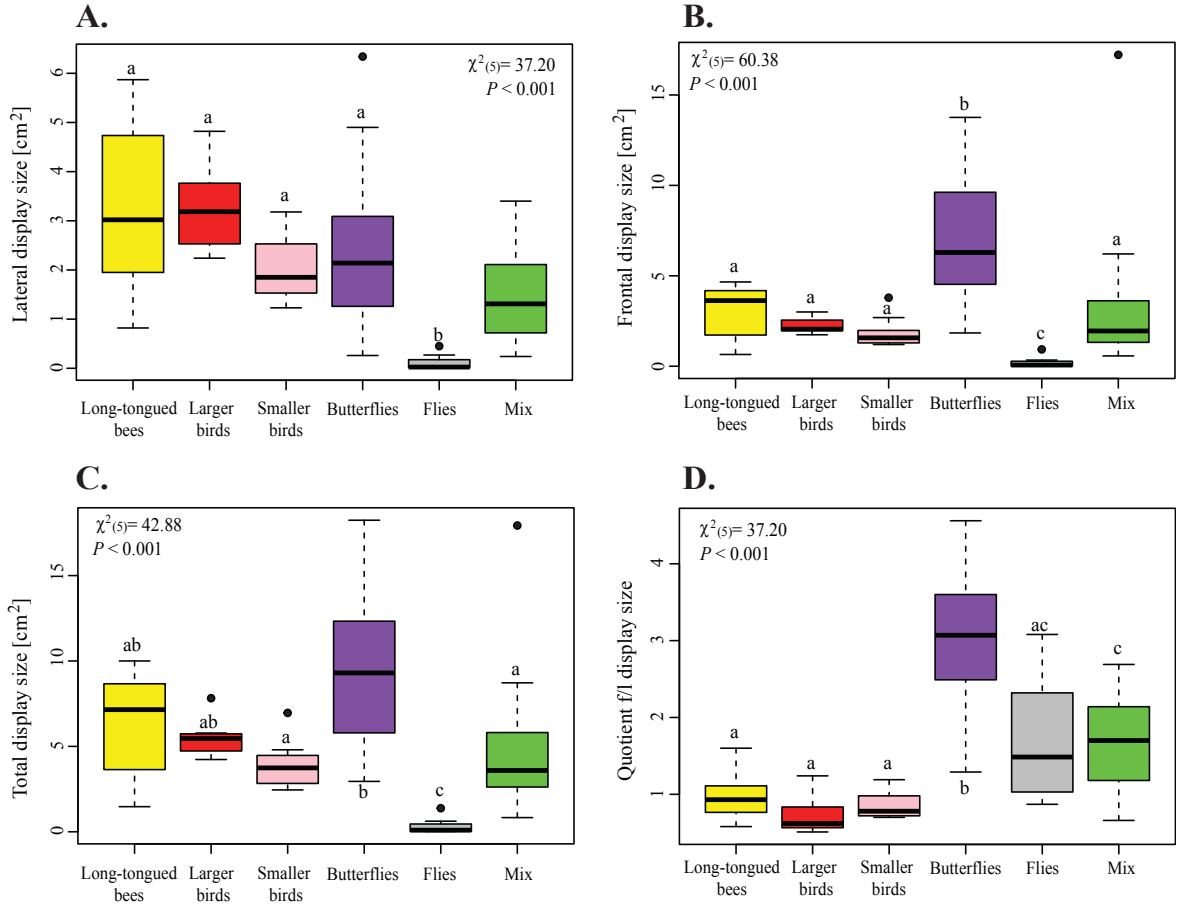 A.
χ²(5)= 37.20
P < 0.001
Lateral display size [cm²]
6
5
4
3
2
1
0
a
a
a
a
b
Long-tongued bees
Larger birds
Smaller birds
Butterflies
Flies
Mix
B.
χ²(5)= 60.38
P < 0.001
Frontal display size [cm²]
15
10
5
0
a
a
a
b
c
a
Long-tongued bees
Larger birds
Smaller birds
Butterflies
Flies
Mix
C.
χ²(5)= 42.88
P < 0.001
Total display size [cm²]
15
10
5
0
ab
ab
a
b
c
a
Long-tongued bees
Larger birds
Smaller birds
Butterflies
Flies
Mix
D.
χ²(5)= 37.20
P < 0.001
Quotient f/l display size
4
3
2
1
a
a
a
b
ac
c
Long-tongued bees
Larger birds
Smaller birds
Butterflies
Flies
Mix